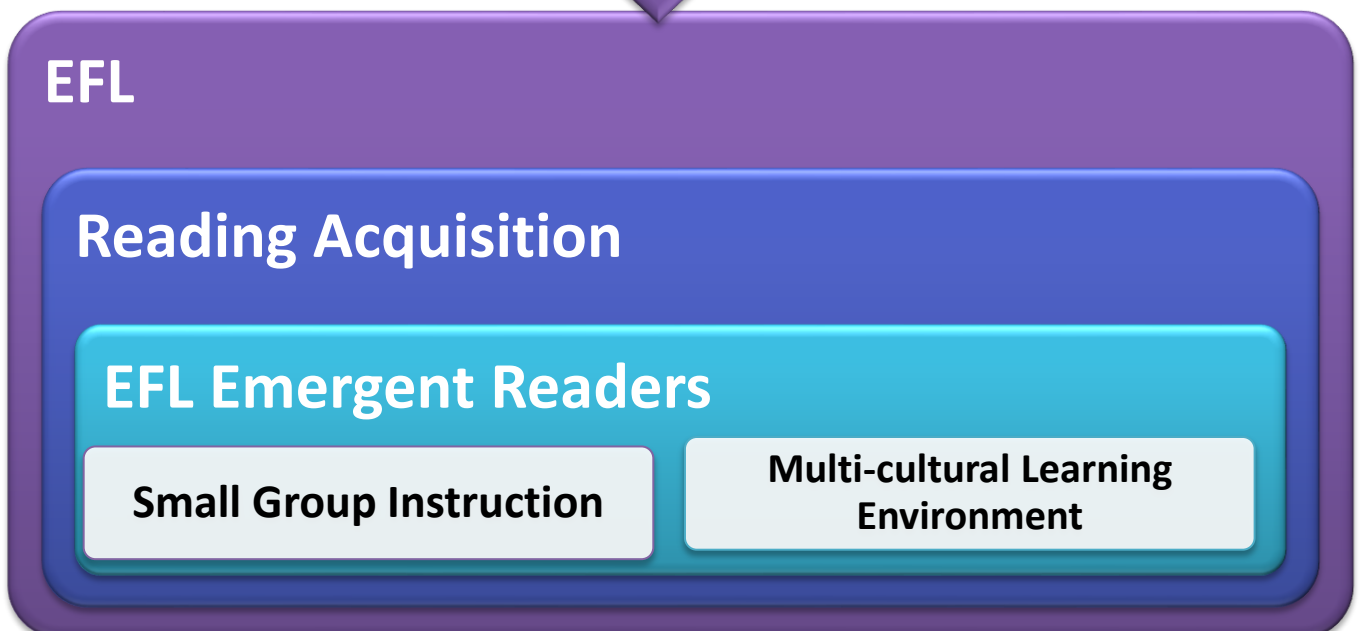 EFL
Reading Acquisition
EFL Emergent Readers
Small Group Instruction
Multi-cultural Learning
Environment